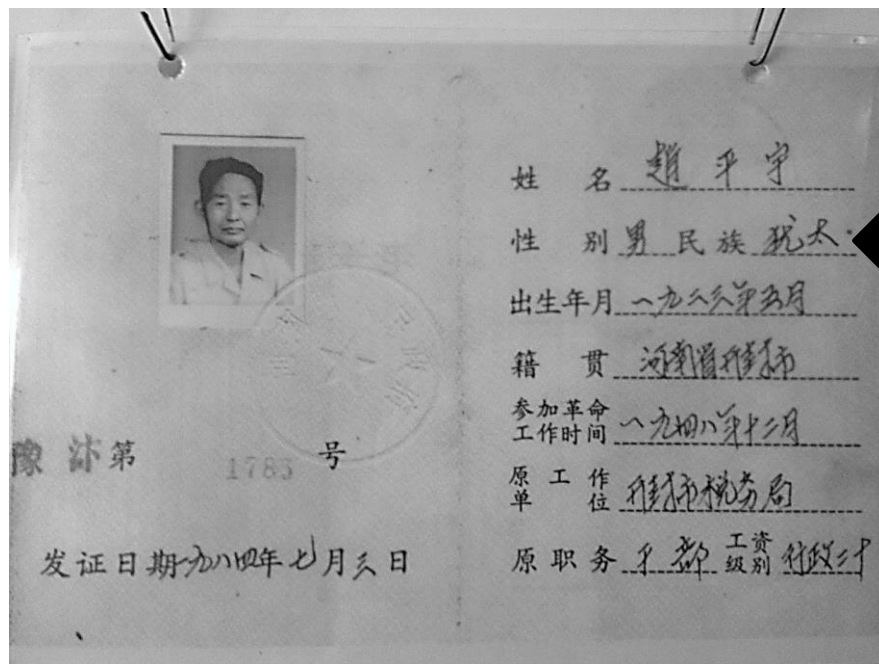 豫 汴 第 1785 号
发证日期 一九八四年七月三日
姓 名 赵平宇
性 别 男 民族 犹太
出生年月 一九二六年五月
籍 贯 河南省开封市
参加革命
工作时间 一九四八年十二月
原工作
单 位 开封市税务局
原职务 干部 工资
级别 行政二十